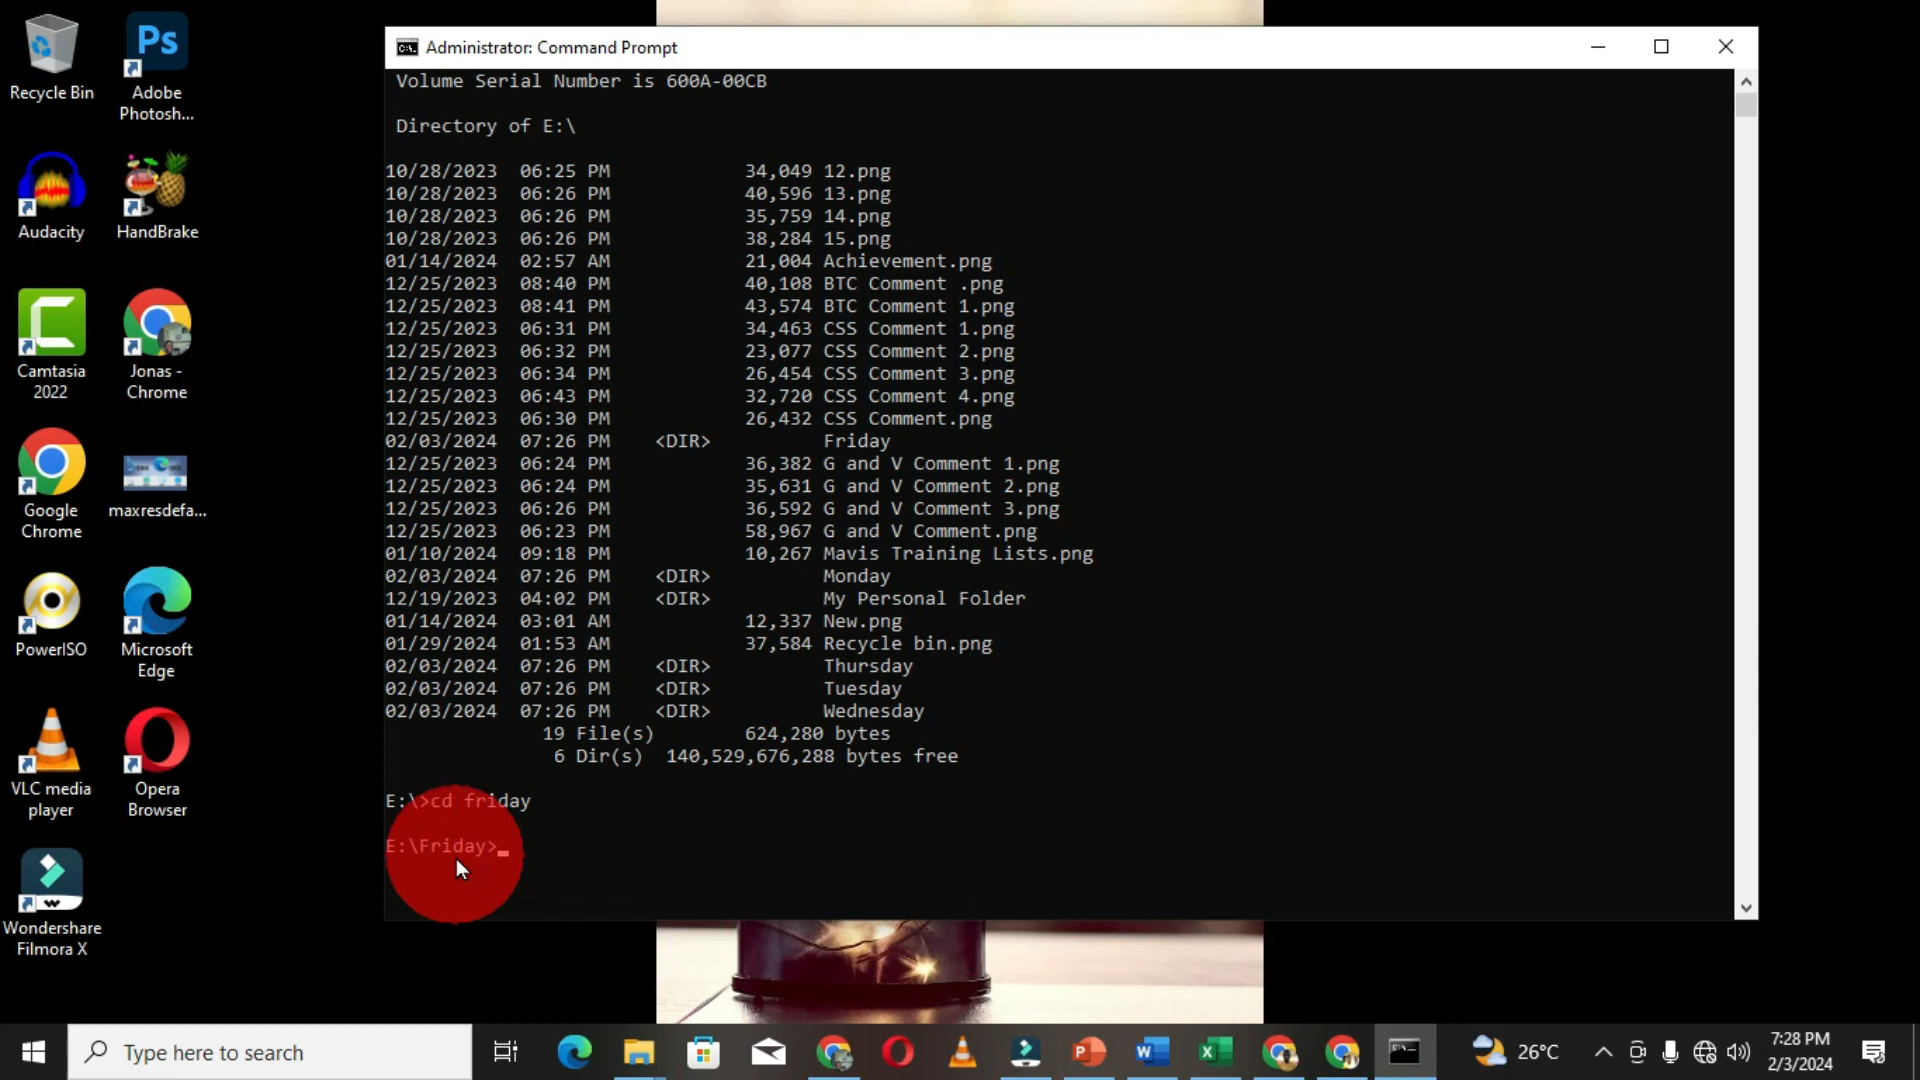 Recycle Bin
Adobe
Photosh...
Audacity
HandBrake
Camtasia
2022
Jonas -
Chrome
Google
Chrome
maxresdefa...
PowerISO
Microsoft
Edge
VLC media
player
Opera
Browser
Wondershare
Filmora X
Ps
Administrator: Command Prompt
Volume Serial Number is 600A-00CB
Directory of E:\
10/28/2023 06:25 PM 34,049 12.png
10/28/2023 06:26 PM 40,596 13.png
10/28/2023 06:26 PM 35,759 14.png
10/28/2023 06:26 PM 38,284 15.png
01/14/2024 02:57 AM 21,004 Achievement.png
12/25/2023 08:40 PM 40,108 BTC Comment .png
12/25/2023 08:41 PM 43,574 BTC Comment 1.png
12/25/2023 06:31 PM 34,463 CSS Comment 1.png
12/25/2023 06:32 PM 23,077 CSS Comment 2.png
12/25/2023 06:34 PM 26,454 CSS Comment 3.png
12/25/2023 06:43 PM 32,720 CSS Comment 4.png
12/25/2023 06:30 PM 26,432 CSS Comment.png
02/03/2024 07:26 PM <DIR> Friday
12/25/2023 06:24 PM 36,382 G and V Comment 1.png
12/25/2023 06:24 PM 35,631 G and V Comment 2.png
12/25/2023 06:26 PM 36,592 G and V Comment 3.png
12/25/2023 06:23 PM 58,967 G and V Comment.png
01/10/2024 09:18 PM 10,267 Mavis Training Lists.png
02/03/2024 07:26 PM <DIR> Monday
12/19/2023 04:02 PM <DIR> My Personal Folder
01/14/2024 03:01 AM 12,337 New.png
01/29/2024 01:53 AM 37,584 Recycle bin.png
02/03/2024 07:26 PM <DIR> Thursday
02/03/2024 07:26 PM <DIR> Tuesday
02/03/2024 07:26 PM <DIR> Wednesday
19 File(s) 624,280 bytes
6 Dir(s) 140,529,676,288 bytes free
E:\>cd friday
E:\Friday>_
Type here to search
26°C
7:28 PM
2/3/2024